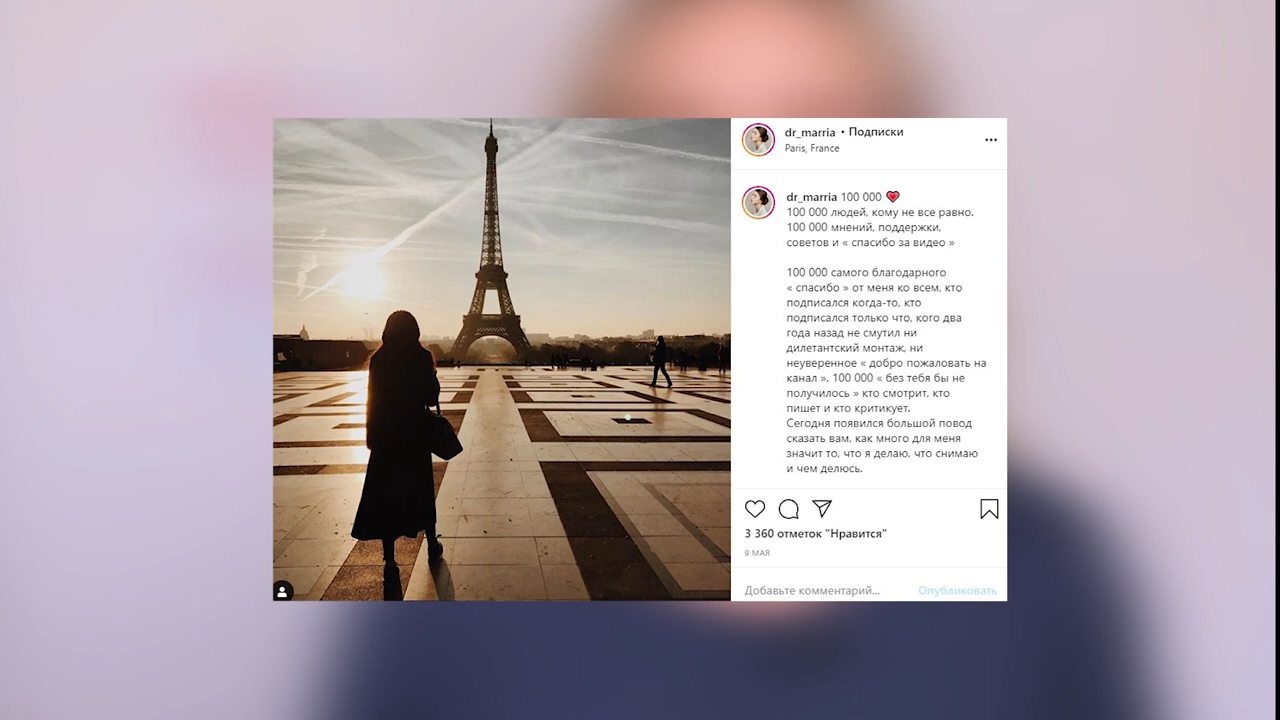 dr_marria • Подписки
Paris, France
dr_marria 100 000 ❤
100 000 людей, кому не все равно.
100 000 мнений, поддержки,
советов и « спасибо за видео »
100 000 самого благодарного
« спасибо » от меня ко всем, кто
подписался когда-то, кто
подписался только что, кого два
года назад не смутил ни
дилетантский монтаж, ни
неуверенное « добро пожаловать на
канал ». 100 000 « без тебя бы не
получилось » кто смотрит, кто
пишет и кто критикует.
Сегодня появился большой повод
сказать вам, как много для меня
значит то, что я делаю, что снимаю
и чем делюсь.
3 360 отметок "Нравится"
9 МАЯ
Добавьте комментарий... Опубликовать